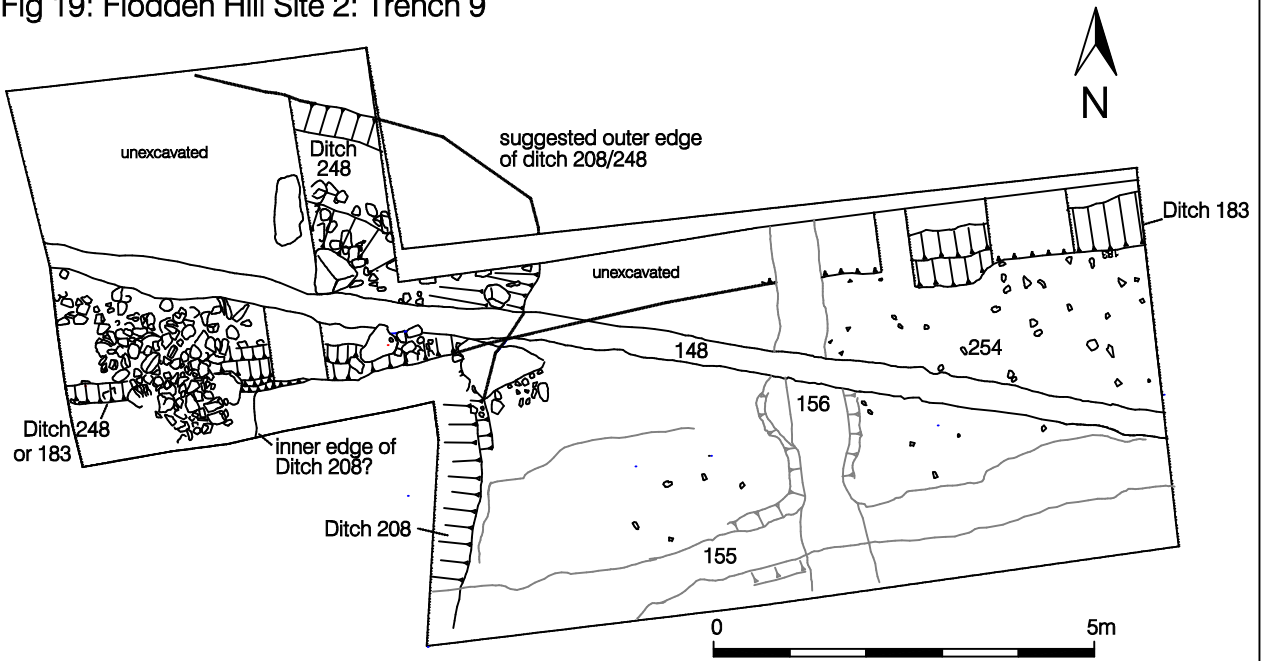 Fig 19: Flodden Hill Site 2: Trench 9
N
unexcavated
Ditch
248
suggested outer edge
of ditch 208/248
Ditch 183
unexcavated
183
148
254
156
Ditch 248
or 183
inner edge of
Ditch 208?
Ditch 208
155
0
5m